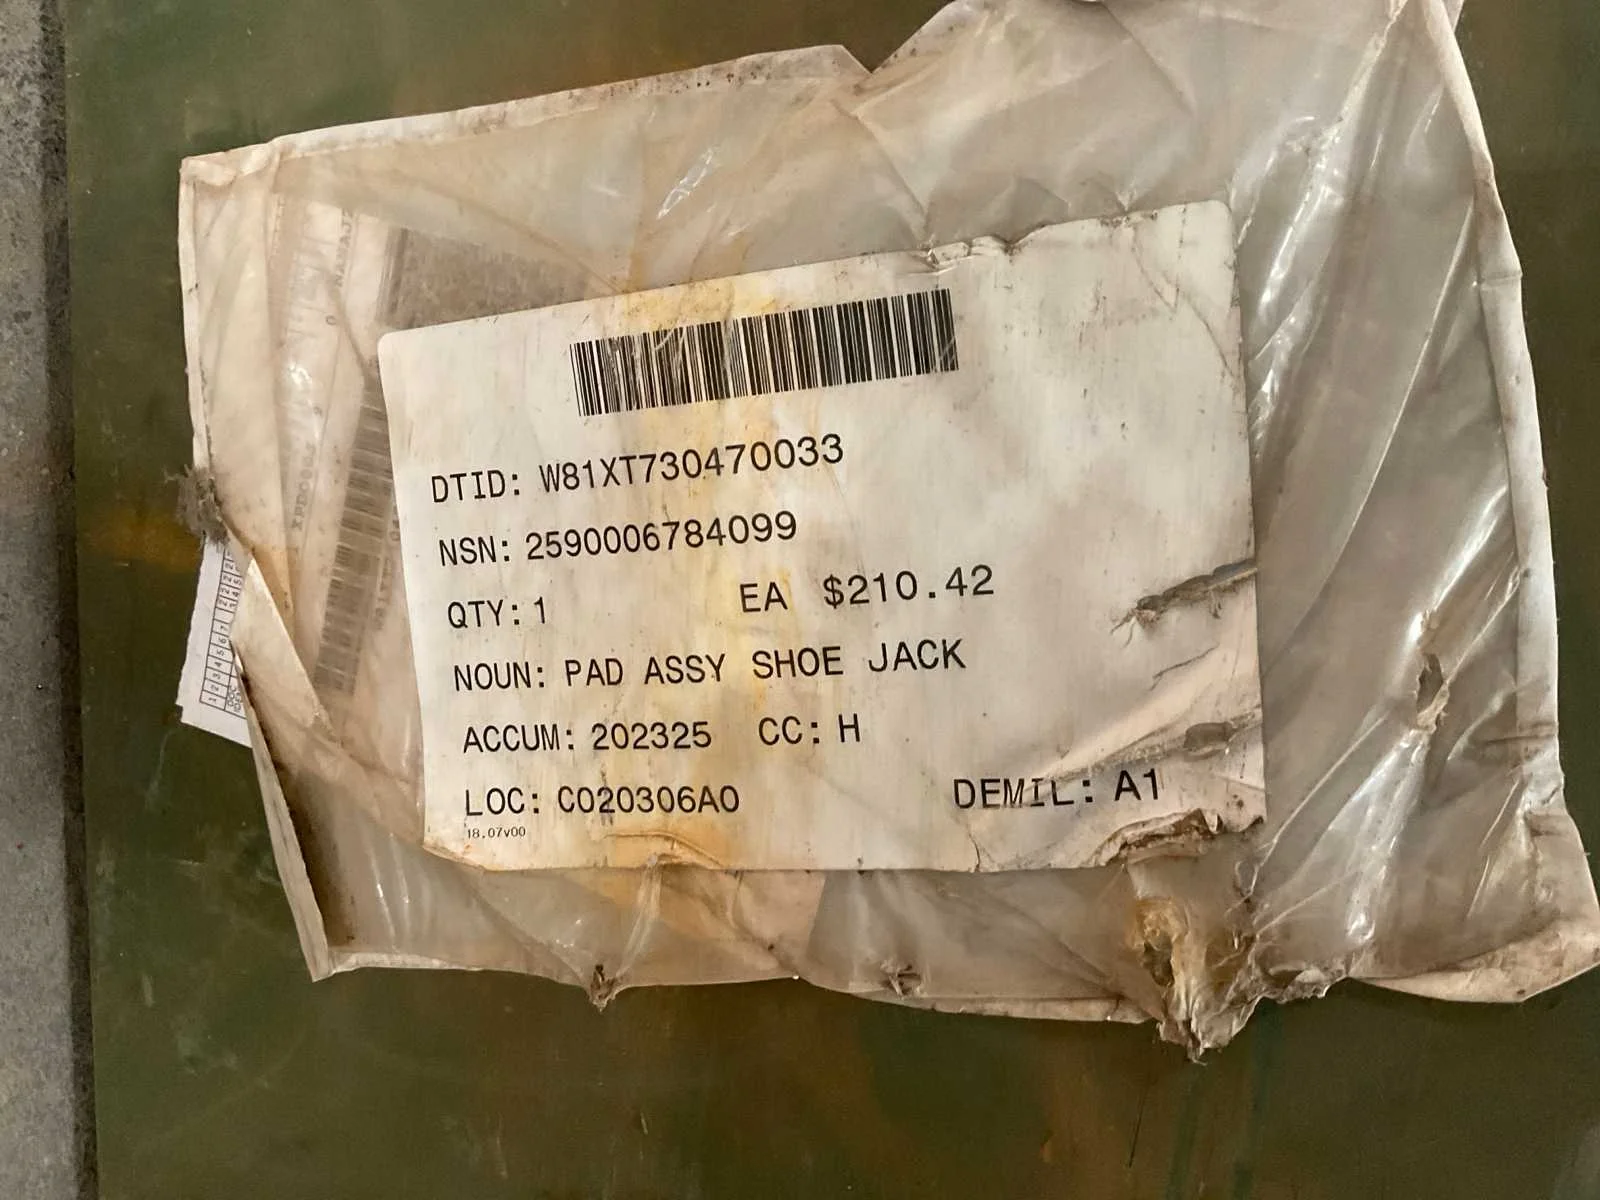 DTID: W81XT730470033
NSN: 2590006784099
QTY: 1 EA $210.42
NOUN: PAD ASSY SHOE JACK
ACCUM: 202325 CC: H
LOC: C020306A0 DEMIL: A1
18.07v00